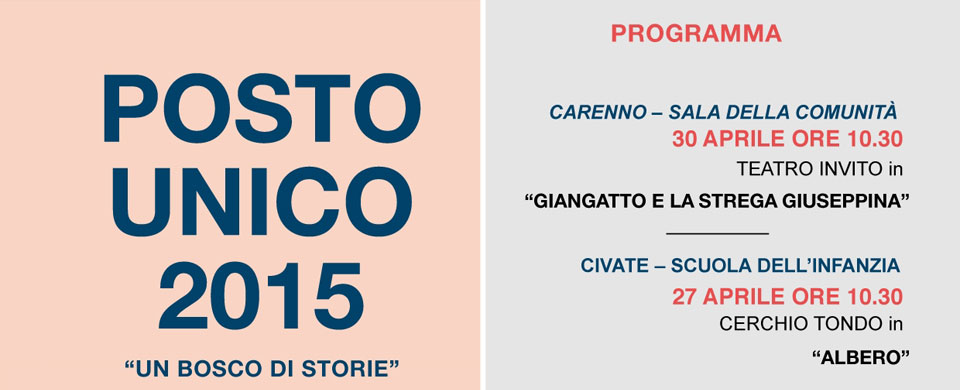 POSTO
UNICO
2015
“UN BOSCO DI STORIE”
PROGRAMMA
CARENNO – SALA DELLA COMUNITÀ
30 APRILE ORE 10.30
TEATRO INVITO in
“GIANGATTO E LA STREGA GIUSEPPINA”
CIVATE – SCUOLA DELL’INFANZIA
27 APRILE ORE 10.30
CERCHIO TONDO in
“ALBERO”